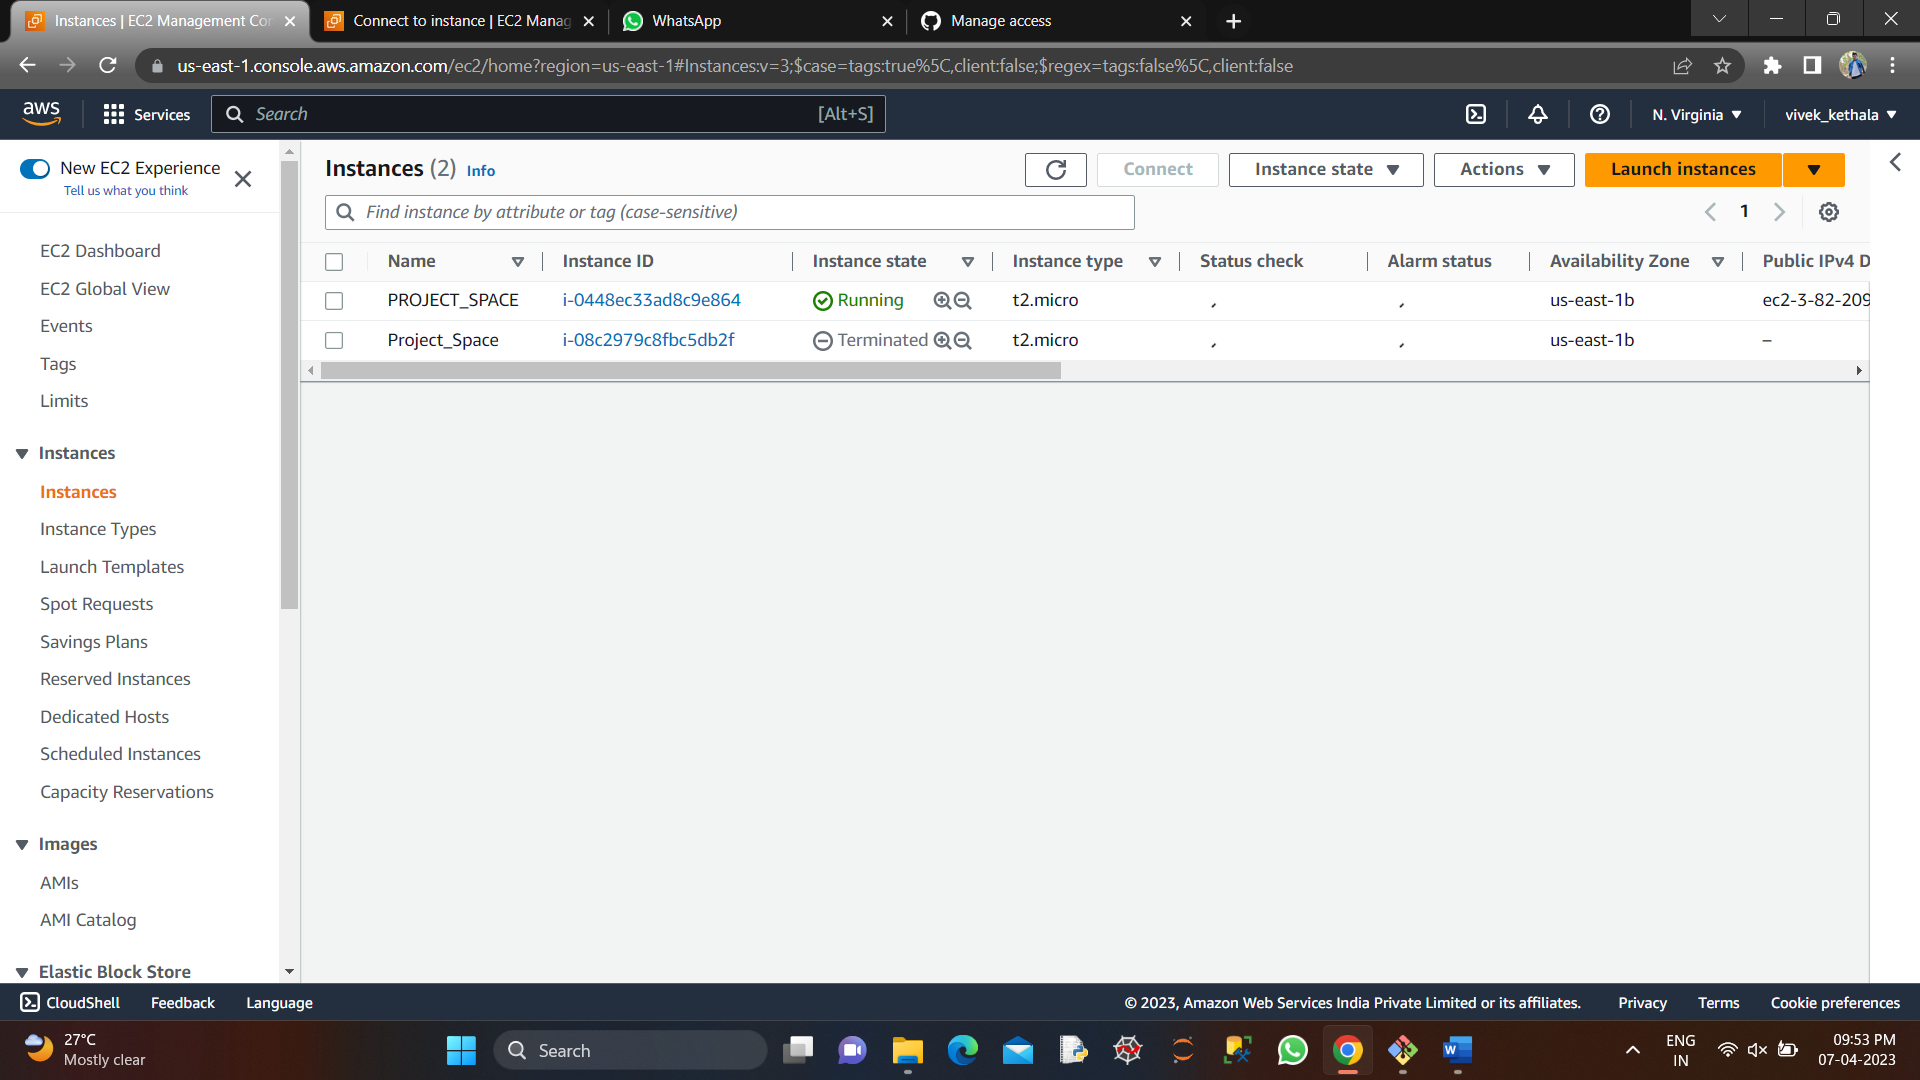 Instances | EC2 Management Co
Connect to instance | EC2 Manag
WhatsApp
Manage access
us-east-1.console.aws.amazon.com/ec2/home?region=us-east-1#Instances:v=3;$case=tags:true%5C,client:false;$regex=tags:false%5C,client:false
aws
Services
Search
[Alt+S]
N. Virginia
vivek_kethala
New EC2 Experience
Tell us what you think
EC2 Dashboard
EC2 Global View
Events
Tags
Limits
Instances
Instances
Instance Types
Launch Templates
Spot Requests
Savings Plans
Reserved Instances
Dedicated Hosts
Scheduled Instances
Capacity Reservations
Images
AMIs
AMI Catalog
Elastic Block Store
Instances (2) Info
Connect
Instance state
Actions
Launch instances
Find instance by attribute or tag (case-sensitive)
1
Name Instance ID Instance state Instance type Status check Alarm status Availability Zone Public IPv4 D
PROJECT_SPACE i-0448ec33ad8c9e864 Running t2.micro us-east-1b ec2-3-82-209
Project_Space i-08c2979c8fbc5db2f Terminated t2.micro us-east-1b –
CloudShell Feedback Language
© 2023, Amazon Web Services India Private Limited or its affiliates. Privacy Terms Cookie preferences
27°C
Mostly clear
Search
ENG
IN
09:53 PM
07-04-2023